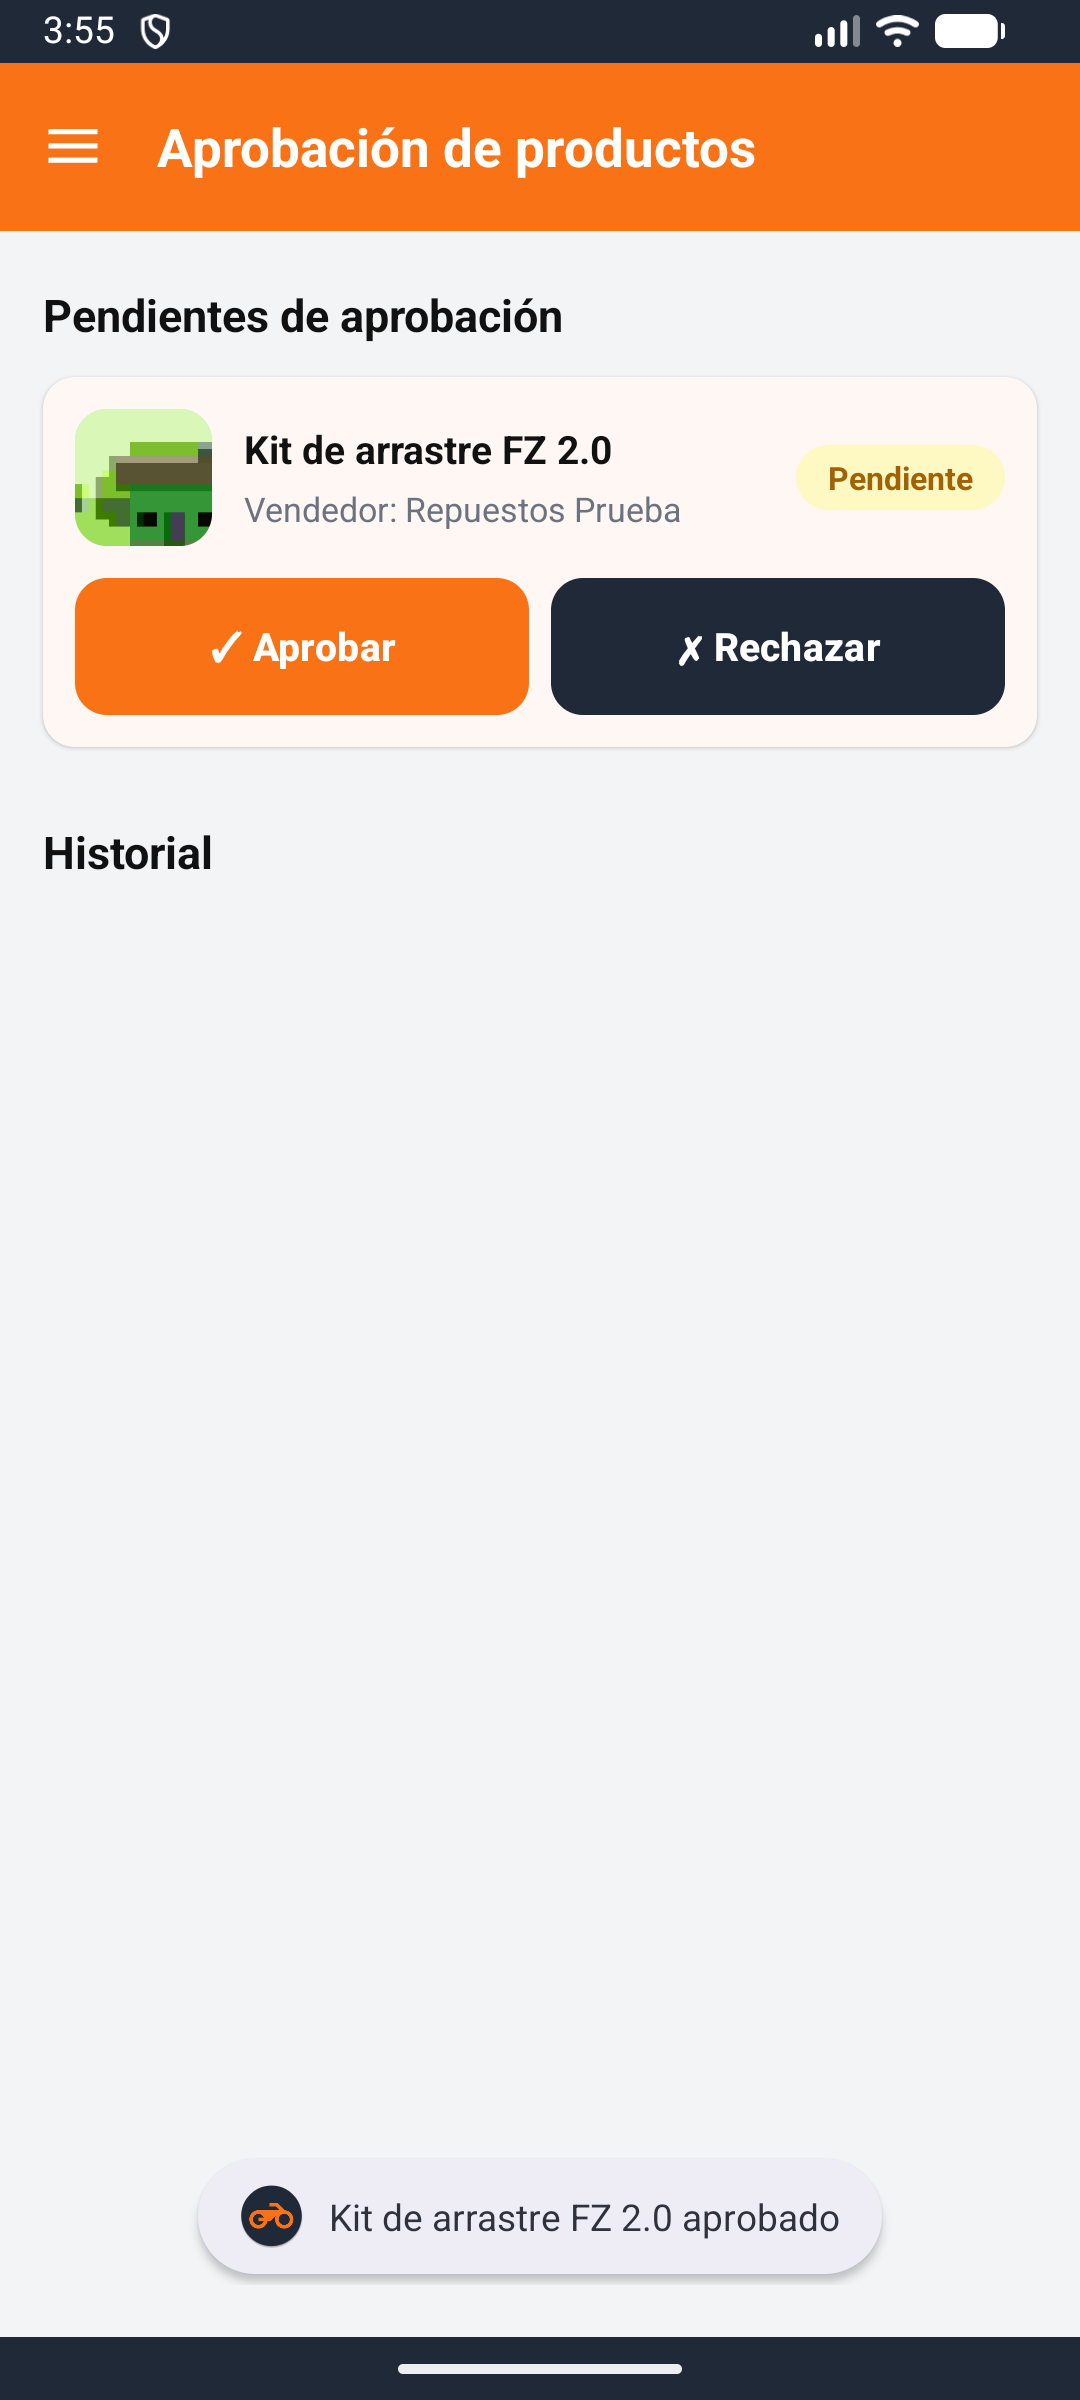 3:55
Aprobación de productos
Pendientes de aprobación
Kit de arrastre FZ 2.0
Vendedor: Repuestos Prueba
Pendiente
✓ Aprobar
✗ Rechazar
Historial
Kit de arrastre FZ 2.0 aprobado